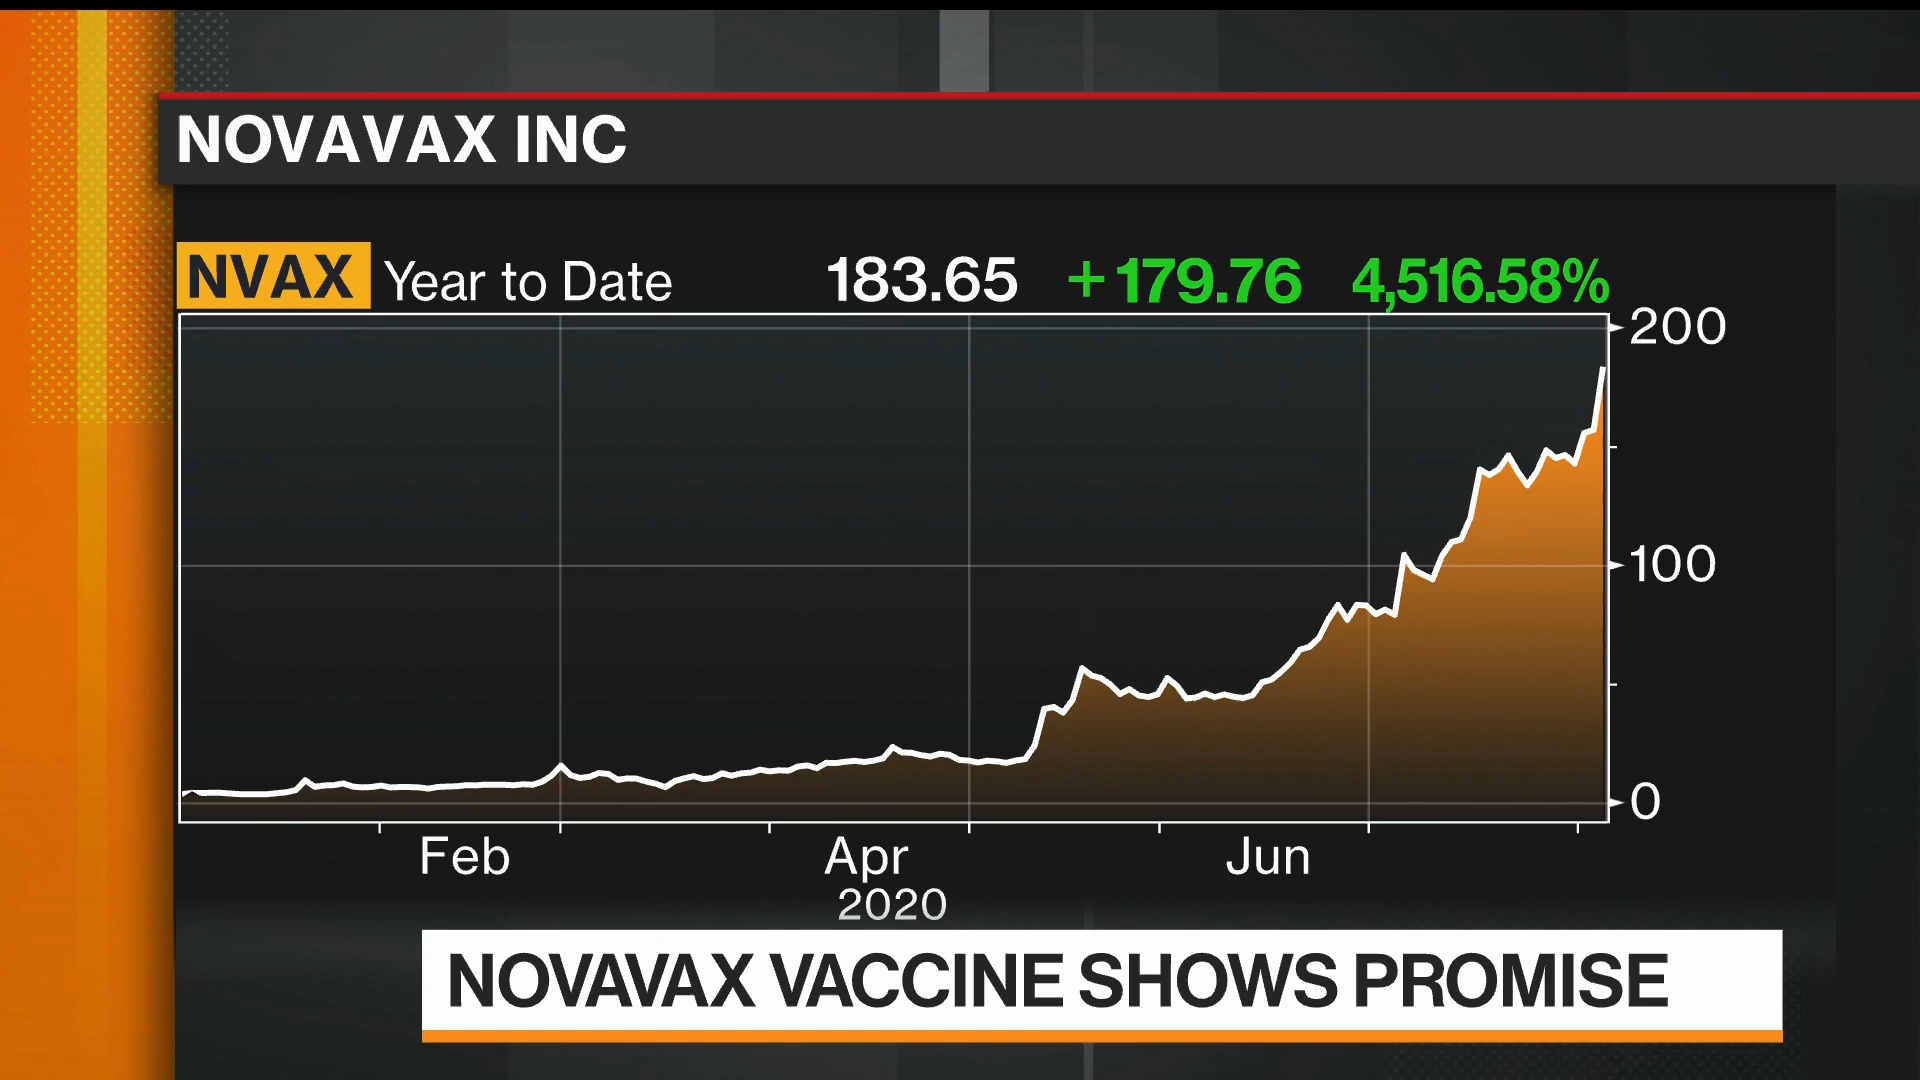 NOVAVAX INC
NVAX Year to Date 183.65 +179.76 4,516.58%
200
100
0
Feb Apr Jun
2020
NOVAVAX VACCINE SHOWS PROMISE